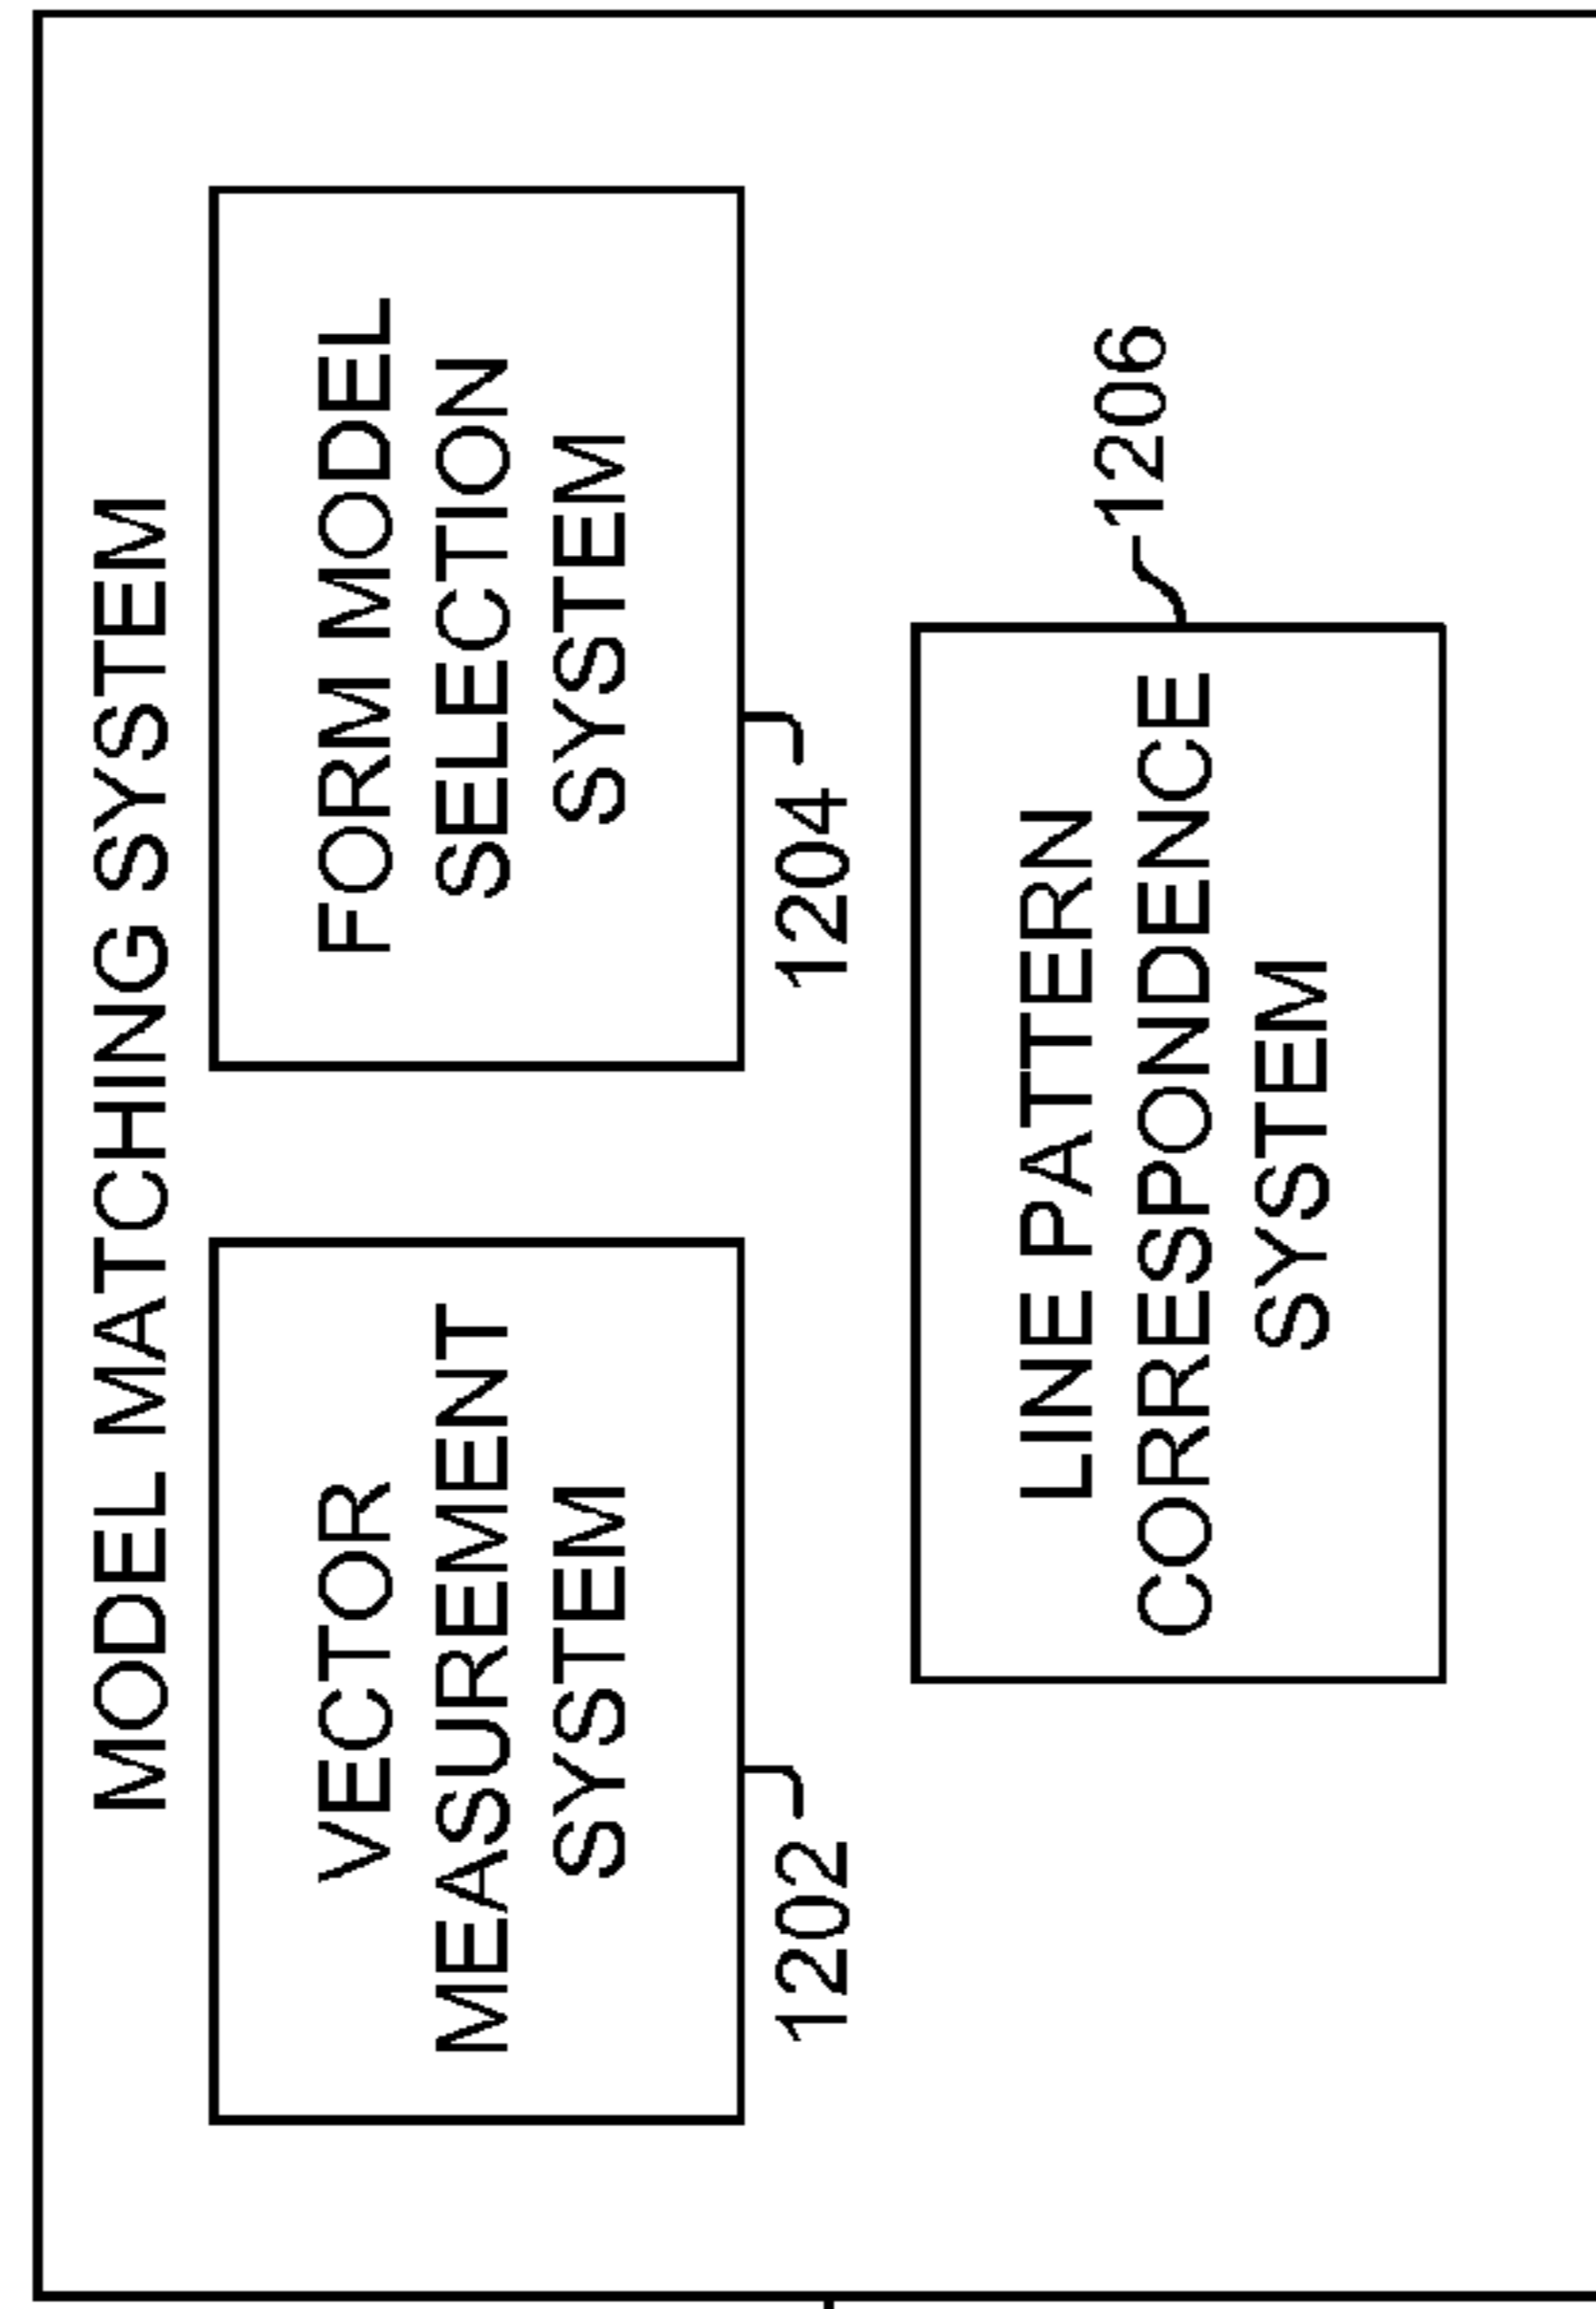 MODEL MATCHING SYSTEM
VECTOR
MEASUREMENT
SYSTEM
1202
FORM MODEL
SELECTION
SYSTEM
1204
LINE PATTERN
CORRESPONDENCE
SYSTEM
1206